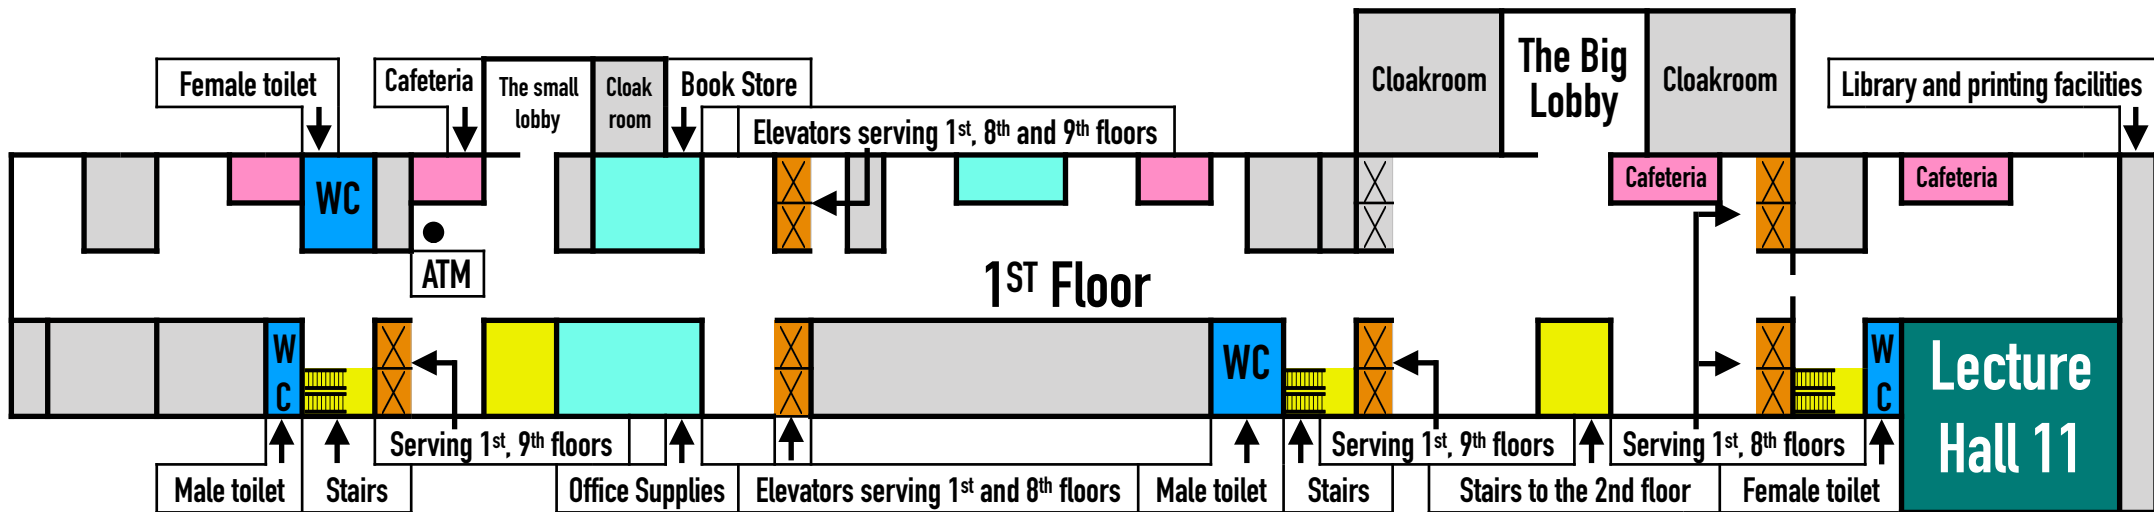 Female toilet
Cafeteria
The small
lobby
Cloak
room
Book Store
Elevators serving 1st, 8th and 9th floors
Cloakroom
The Big
Lobby
Cloakroom
Library and printing facilities
WC
Cafeteria
Cafeteria
ATM
1ST Floor
W
C
WC
W
C
Lecture
Hall 11
Serving 1st, 9th floors
Serving 1st, 9th floors
Serving 1st, 8th floors
Male toilet
Stairs
Office Supplies
Elevators serving 1st and 8th floors
Male toilet
Stairs
Stairs to the 2nd floor
Female toilet